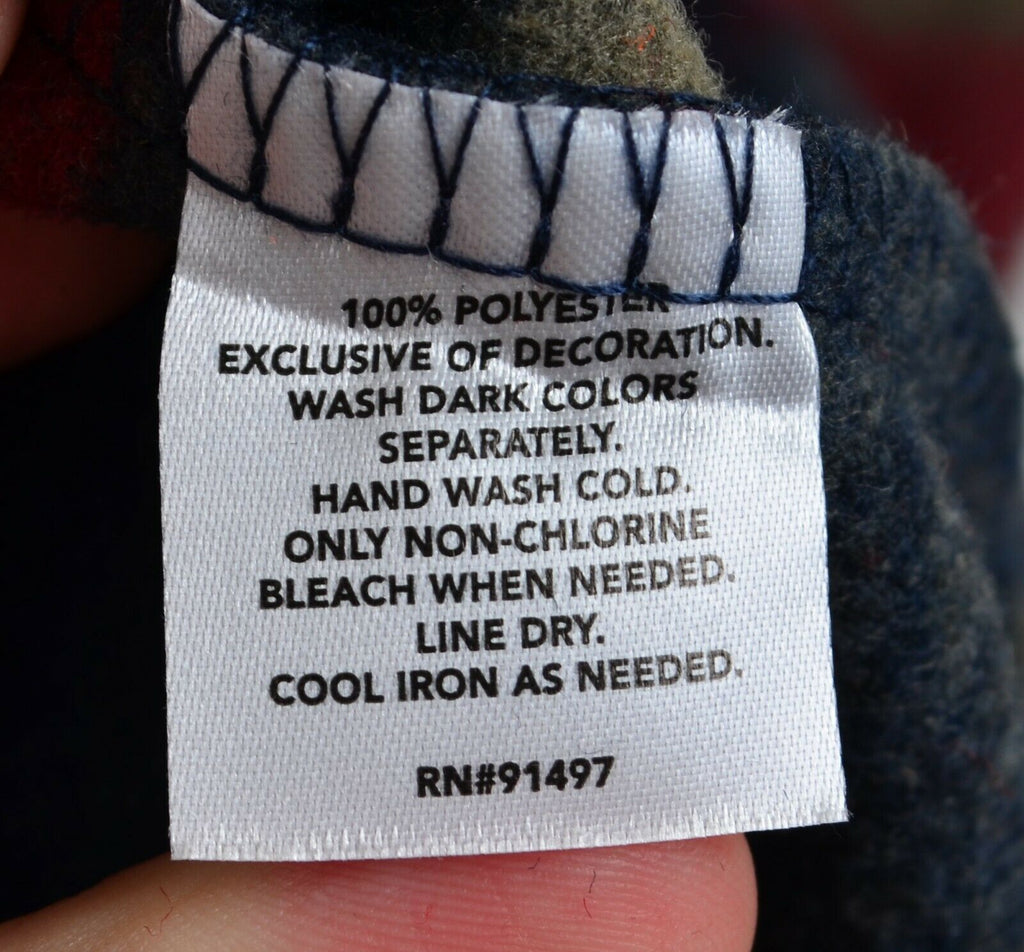 100% POLYESTER
EXCLUSIVE OF DECORATION.
WASH DARK COLORS
SEPARATELY.
HAND WASH COLD.
ONLY NON-CHLORINE
BLEACH WHEN NEEDED.
LINE DRY.
COOL IRON AS NEEDED.
RN#91497